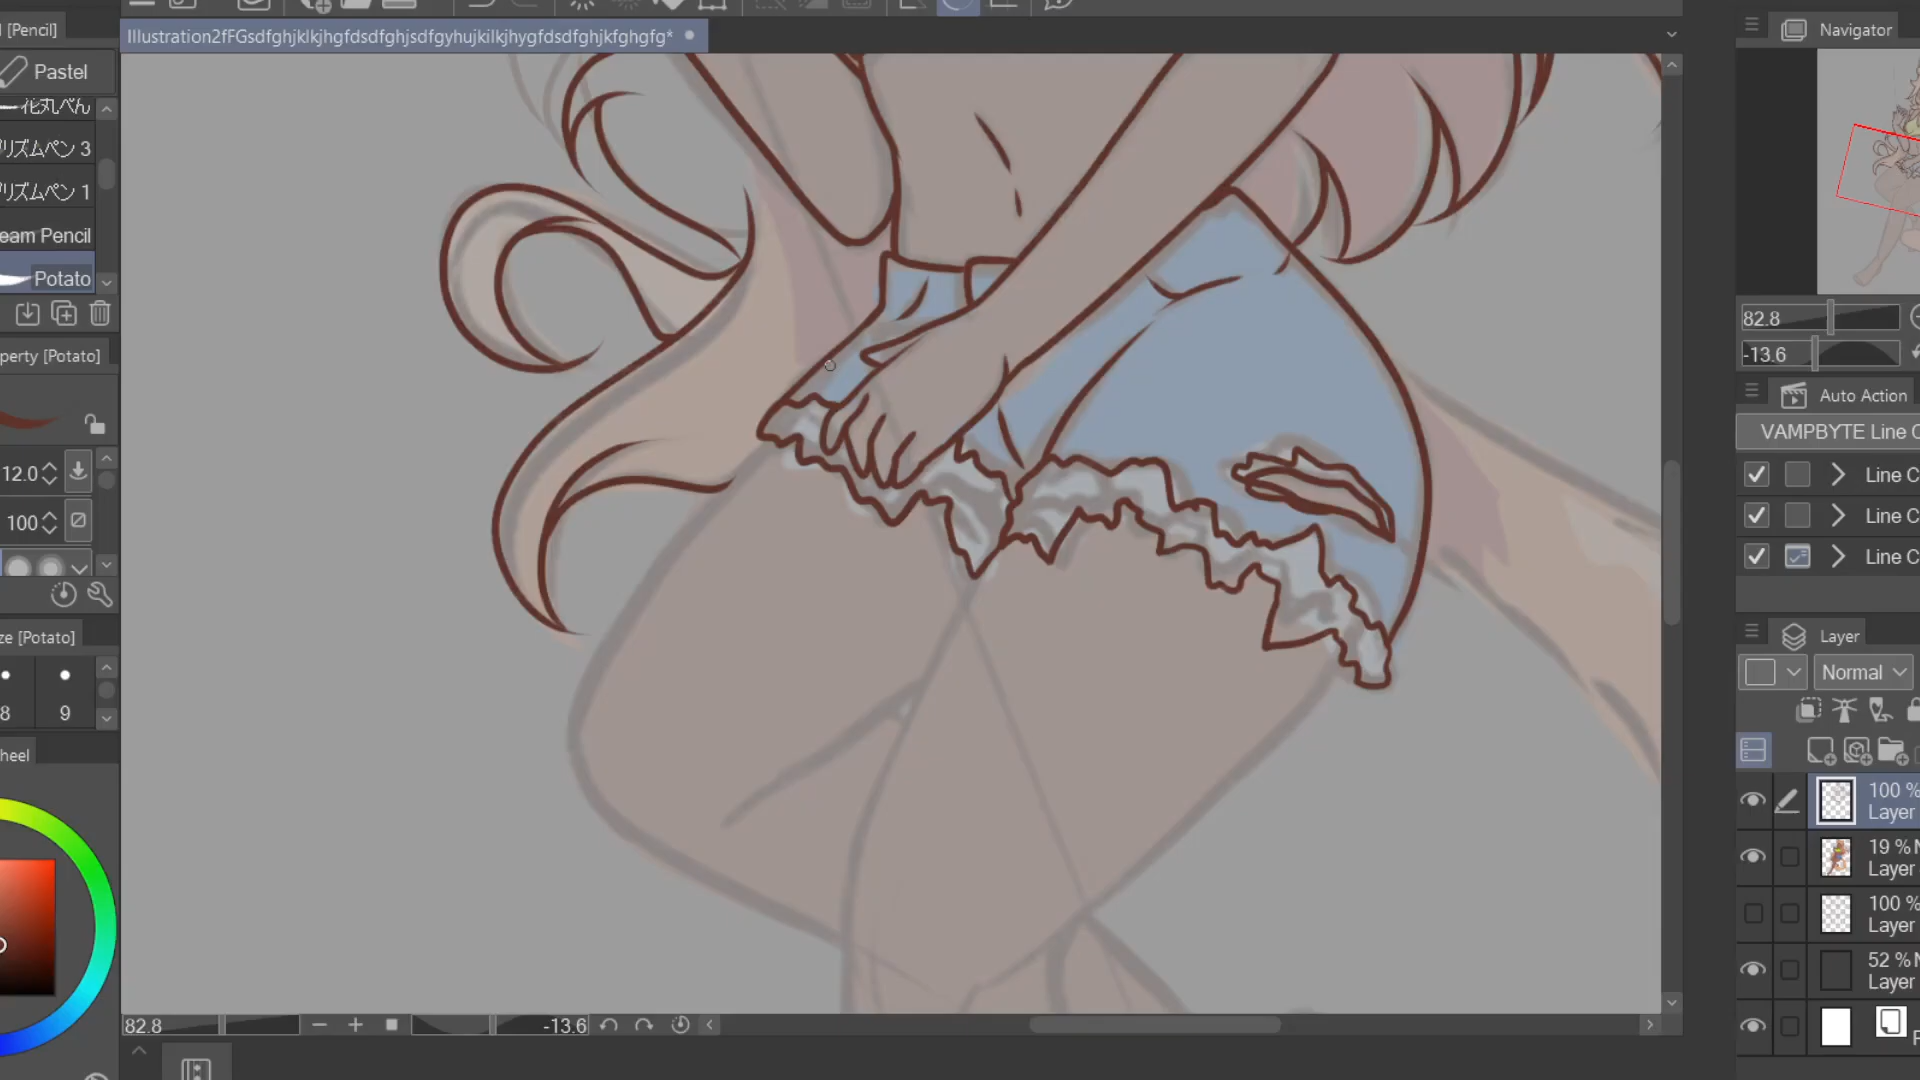 [Pencil]
Illustration2fFGsdfghjklkjhgfdsdfghjsdfgyhujkilkjhygfdsdfghjkfghgfg*
Navigator
Pastel
花丸ぺん
リズムペン 3
リズムペン 1
eam Pencil
Potato
82.8
-13.6
perty [Potato]
Auto Action
VAMPBYTE Line C
12.0
Line C
100
Line C
Line C
ze [Potato]
Layer
Normal
8
9
heel
100 %
Layer
19 %
Layer
100 %
Layer
52 %
Layer
82.8
-13.6